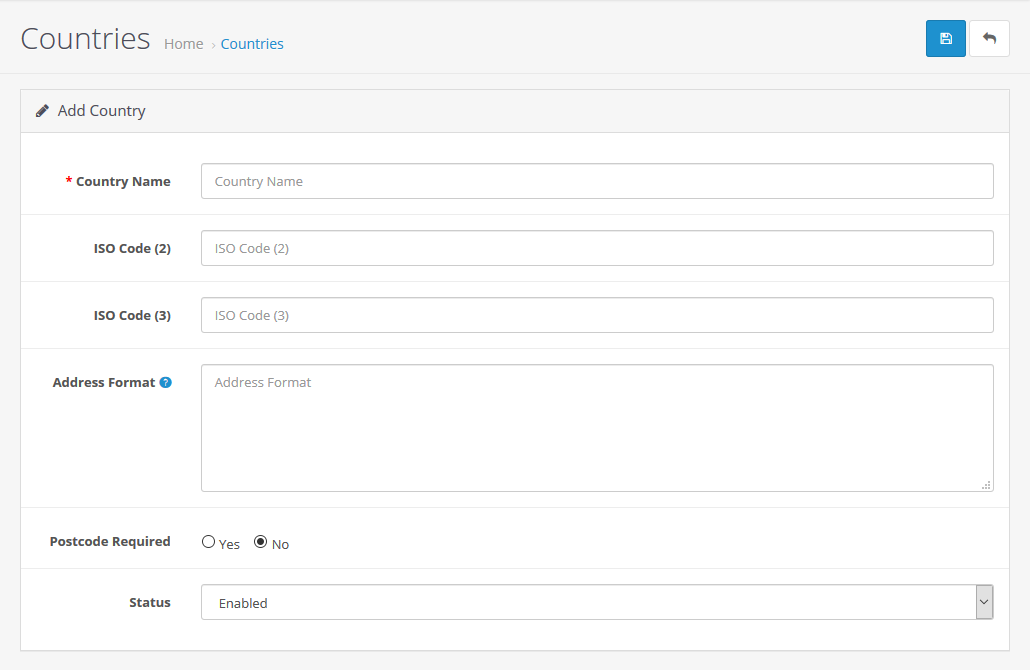 Countries Home › Countries
Add Country
* Country Name Country Name
ISO Code (2) ISO Code (2)
ISO Code (3) ISO Code (3)
Address Format ? Address Format
Postcode Required Yes No
Status Enabled